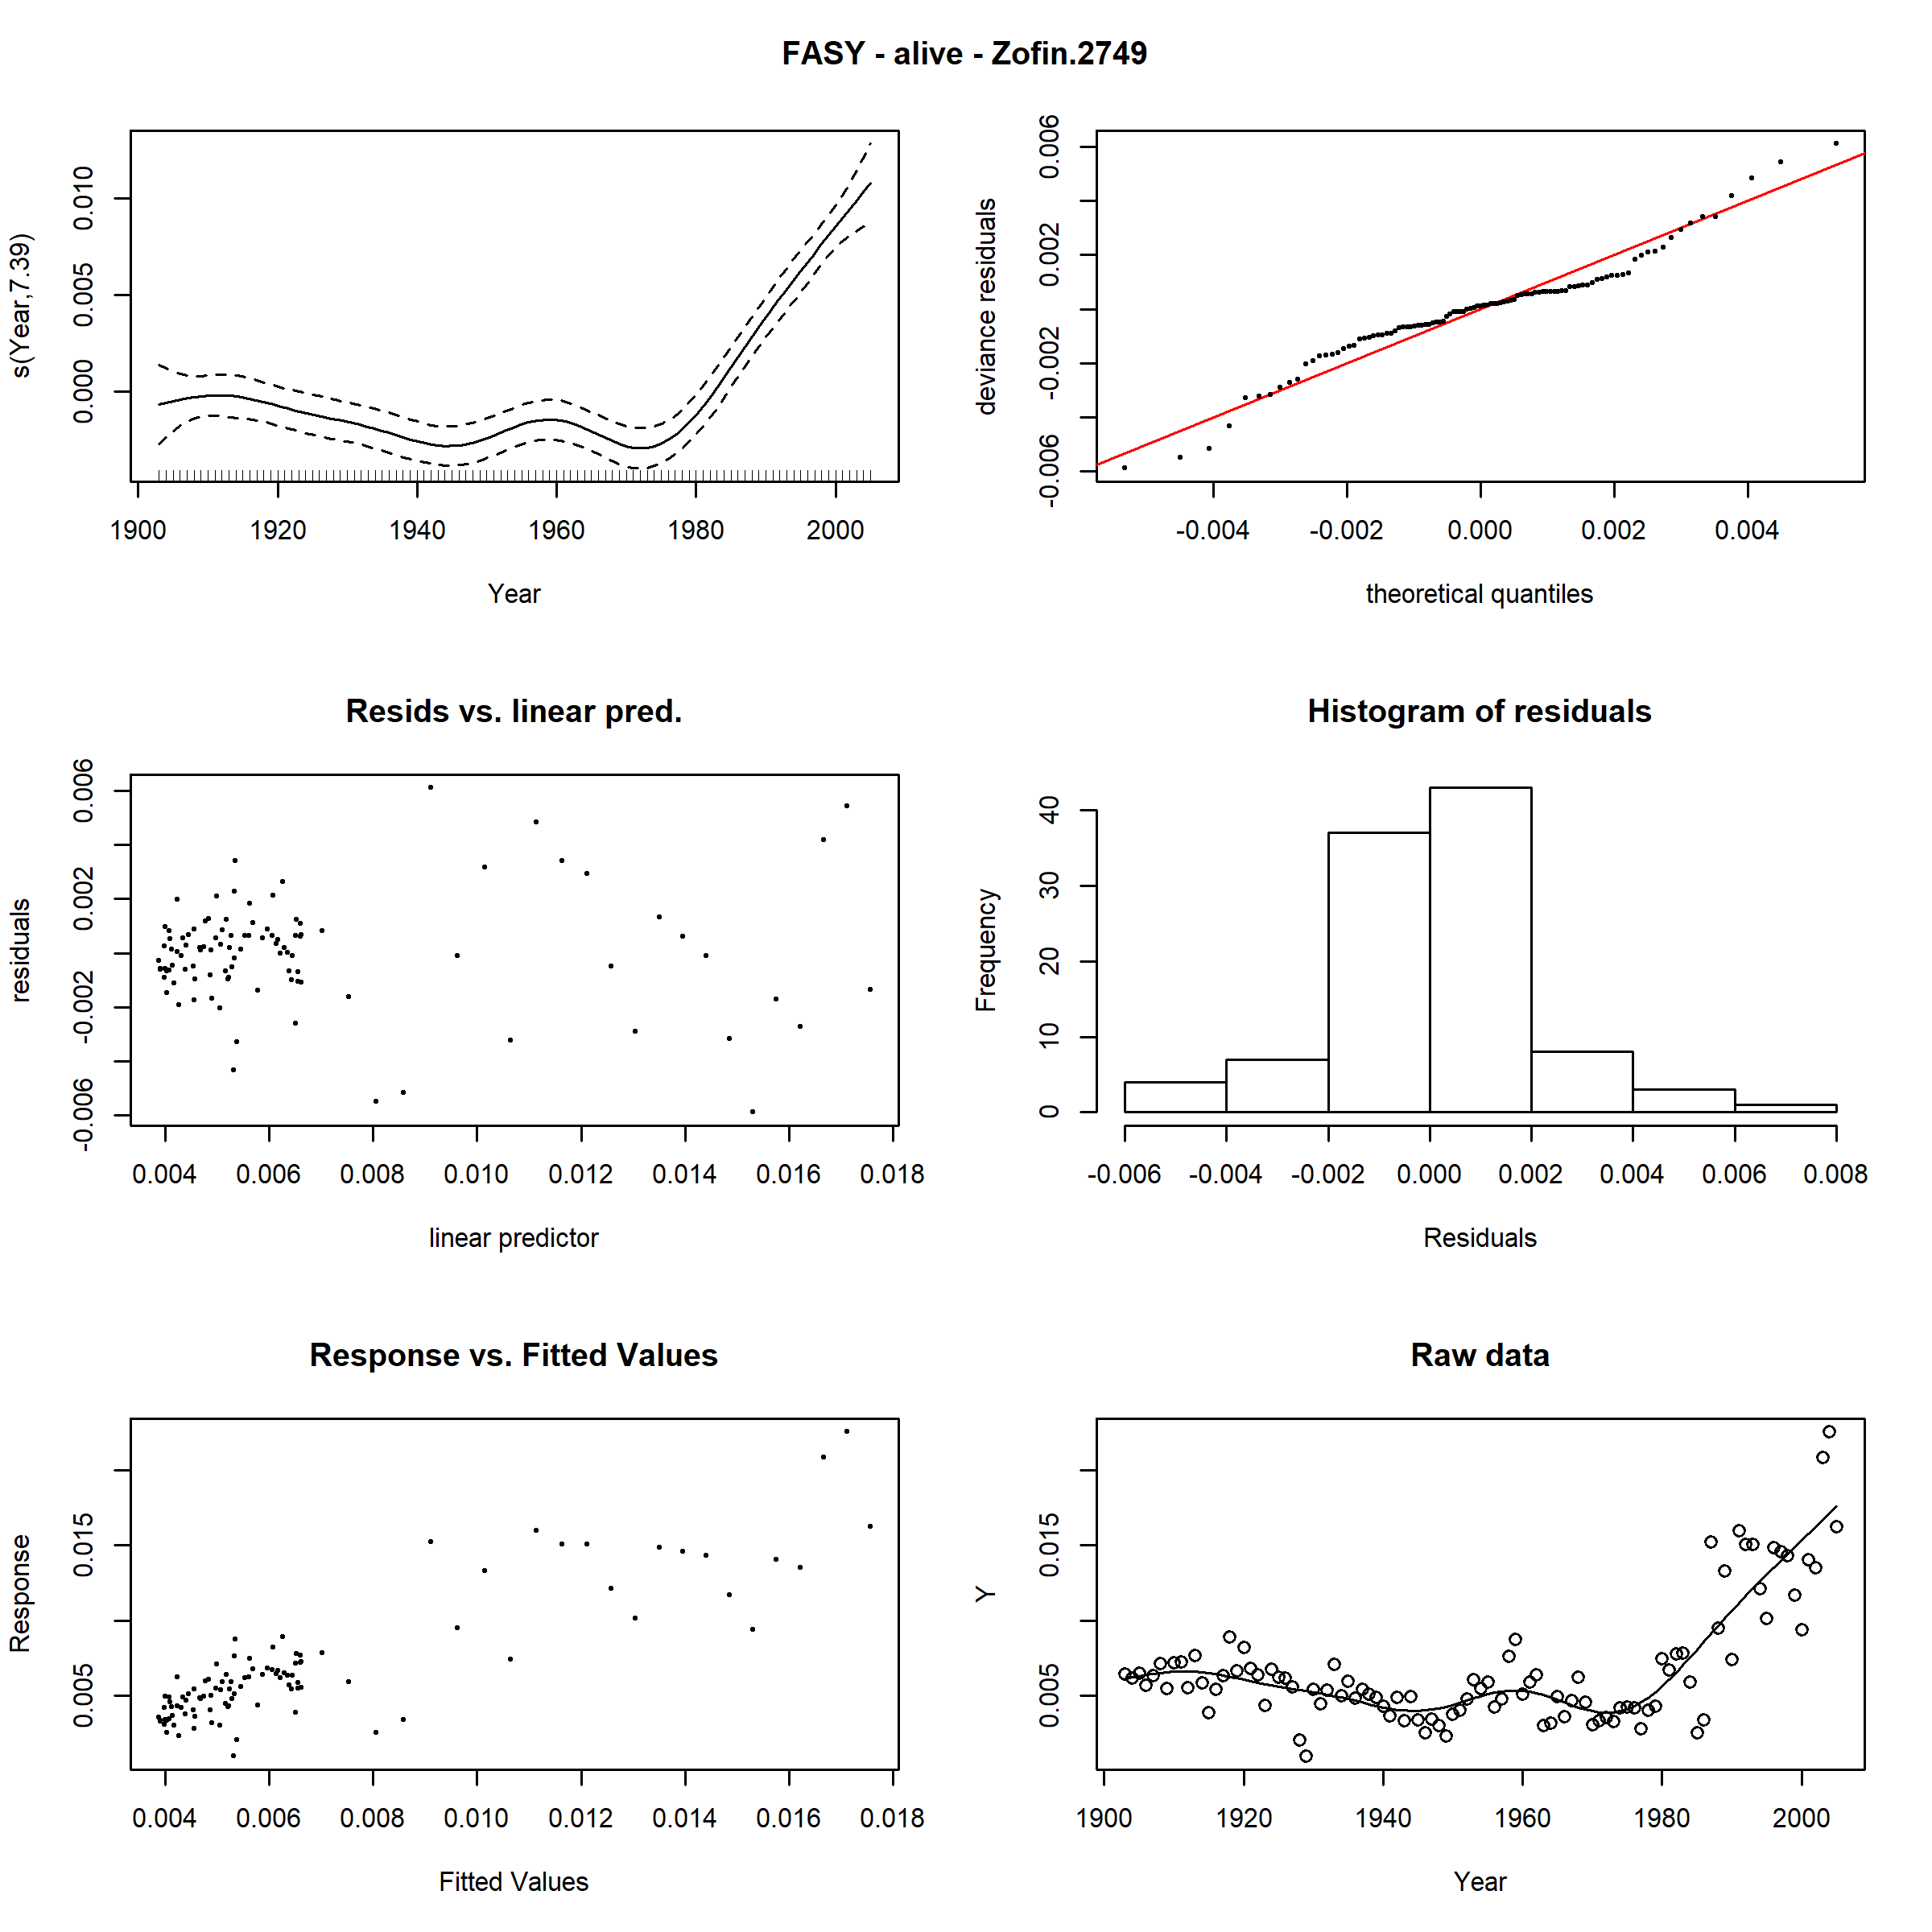 FASY - alive - Zofin.2749
s(Year,7.39)
0.000 0.005 0.010
1900 1920 1940 1960 1980 2000
Year
deviance residuals
-0.006 -0.002 0.002 0.006
-0.004 -0.002 0.000 0.002 0.004
theoretical quantiles
Resids vs. linear pred.
residuals
-0.006 -0.002 0.002 0.006
0.004 0.006 0.008 0.010 0.012 0.014 0.016 0.018
linear predictor
Histogram of residuals
Frequency
0 10 20 30 40
-0.006 -0.004 -0.002 0.000 0.002 0.004 0.006 0.008
Residuals
Response vs. Fitted Values
Response
0.005 0.015
0.004 0.006 0.008 0.010 0.012 0.014 0.016 0.018
Fitted Values
Raw data
Y
0.005 0.015
1900 1920 1940 1960 1980 2000
Year